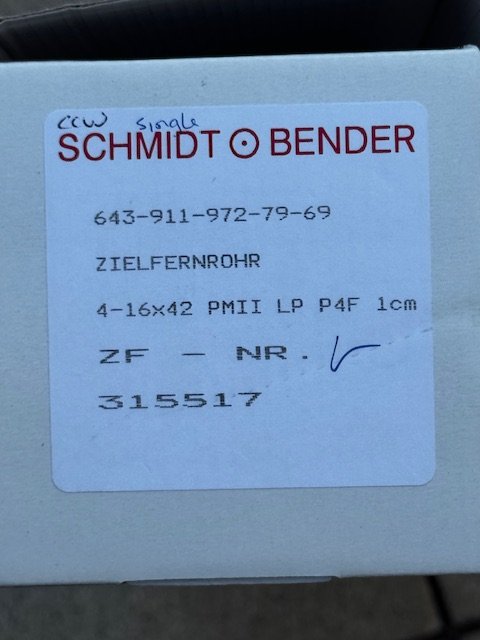 ccw single
SCHMIDT BENDER
643-911-972-79-69
ZIELFERNROHR
4-16x42 PMII LP P4F 1cm
ZF - NR.
315517